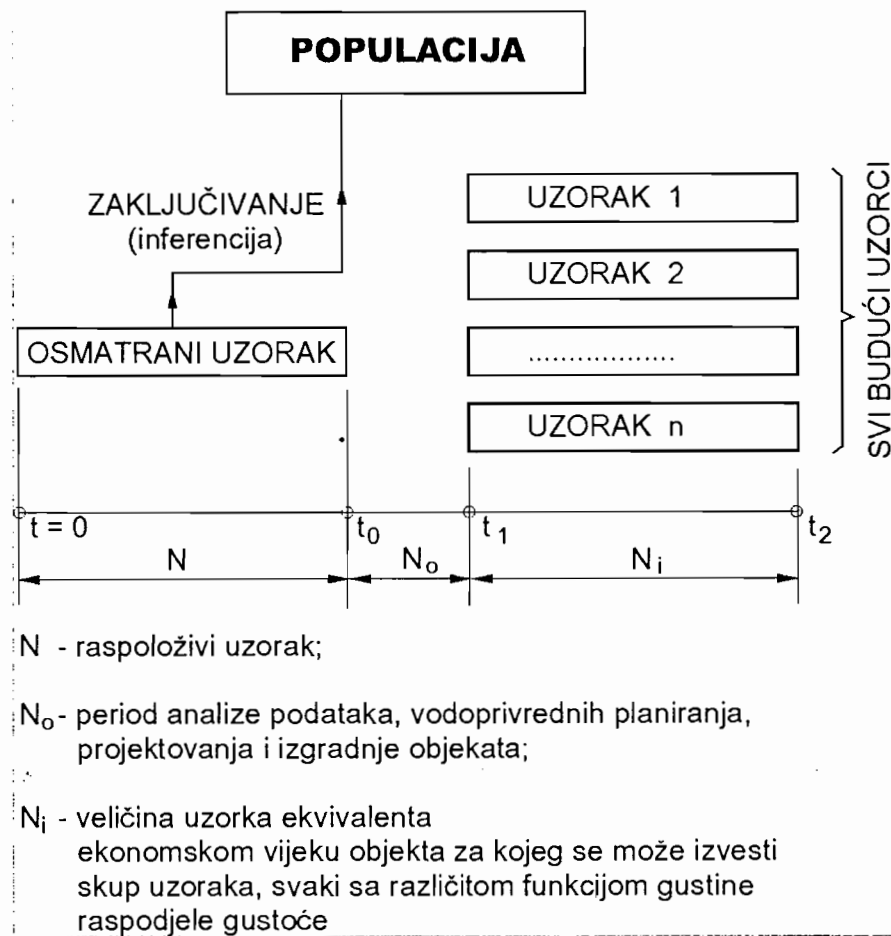 POPULACIJA
ZAKLJUČIVANJE
(inferencija)
OSMATRANI UZORAK
UZORAK 1
UZORAK 2
..................
UZORAK n
SVI BUDUĆI UZORCI
t = 0
t₀
t₁
t₂
N
Nₒ
Nᵢ
N - raspoloživi uzorak;
Nₒ- period analize podataka, vodoprivrednih planiranja,
projektovanja i izgradnje objekata;
Nᵢ - veličina uzorka ekvivalenta
ekonomskom vijeku objekta za kojeg se može izvesti
skup uzoraka, svaki sa različitom funkcijom gustine
raspodjele gustoće